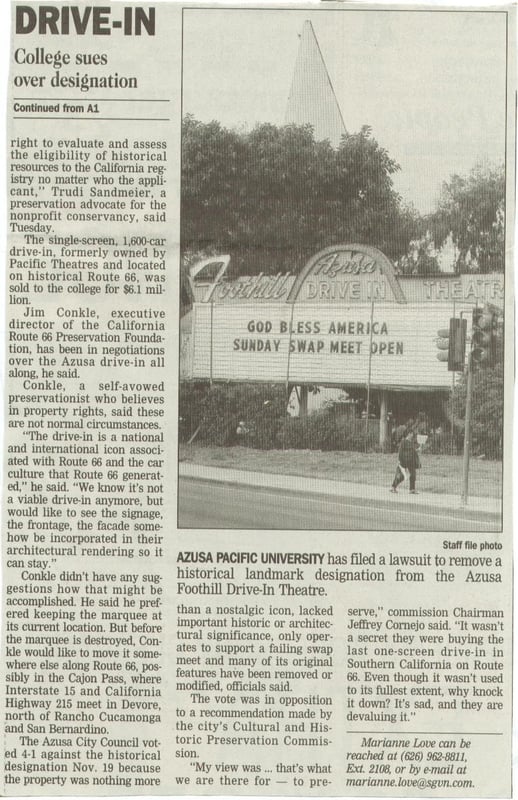 DRIVE-IN
College sues
over designation
Continued from A1
right to evaluate and assess
the eligibility of historical
resources to the California reg-
istry no matter who the appli-
cant," Trudi Sandmeier, a
preservation advocate for the
nonprofit conservancy, said
Tuesday.
The single-screen, 1,600-car
drive-in, formerly owned by
Pacific Theatres and located
on historical Route 66, was
sold to the college for $6.1 mil-
lion.
Jim Conkle, executive
director of the California
Route 66 Preservation Founda-
tion, has been in negotiations
over the Azusa drive-in all
along, he said.
Conkle, a self-avowed
preservationist who believes
in property rights, said these
are not normal circumstances.
"The drive-in is a national
and international icon associ-
ated with Route 66 and the car
culture that Route 66 generat-
ed," he said. "We know it's not
a viable drive-in anymore, but
would like to see the signage,
the frontage, the facade some-
how be incorporated in their
architectural rendering so it
can stay."
Conkle didn't have any sug-
gestions how that might be
accomplished. He said he pref-
ered keeping the marquee at
its current location. But before
the marquee is destroyed, Con-
kle would like to move it some-
where else along Route 66, pos-
sibly in the Cajon Pass, where
Interstate 15 and California
Highway 215 meet in Devore,
north of Rancho Cucamonga
and San Bernardino.
The Azusa City Council vot-
ed 4-1 against the historical
designation Nov. 19 because
the property was nothing more
Azusa
Foothill DRIVE IN THEATR
GOD BLESS AMERICA
SUNDAY SWAP MEET OPEN
Staff file photo
AZUSA PACIFIC UNIVERSITY has filed a lawsuit to remove a
historical landmark designation from the Azusa
Foothill Drive-In Theatre.
than a nostalgic icon, lacked
important historic or architec-
tural significance, only oper-
ates to support a failing swap
meet and many of its original
features have been removed or
modified, officials said.
The vote was in opposition
to a recommendation made by
the city's Cultural and His-
toric Preservation Commis-
sion.
"My view was ... that's what
we are there for — to pre-
serve," commission Chairman
Jeffrey Cornejo said. "It wasn't
a secret they were buying the
last one-screen drive-in in
Southern California on Route
66. Even though it wasn't used
to its fullest extent, why knock
it down? It's sad, and they are
devaluing it."
Marianne Love can be
reached at (626) 962-8811,
Ext. 2108, or by e-mail at
marianne.love@sgvn.com.